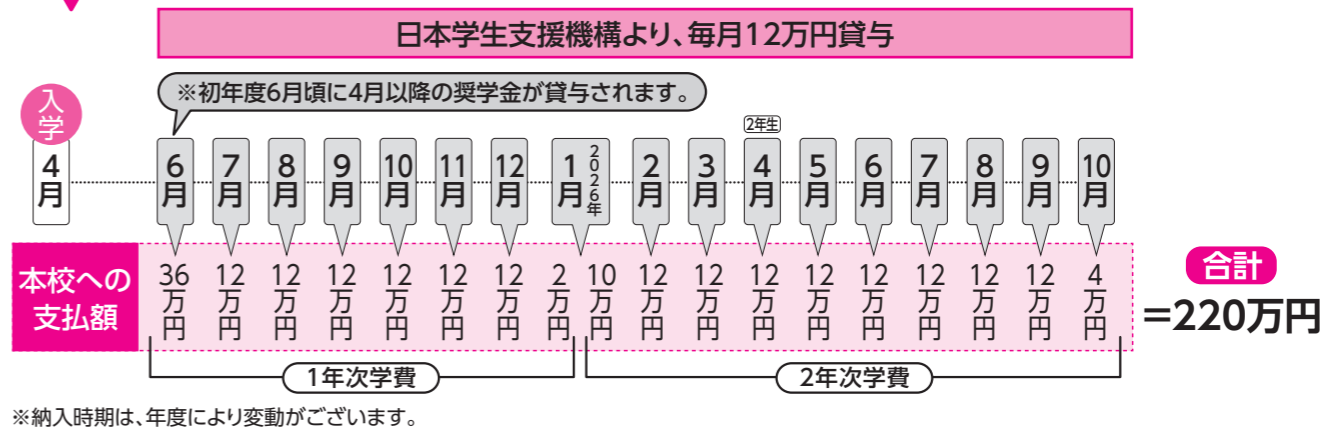 日本学生支援機構より、毎月12万円貸与
※初年度6月頃に4月以降の奨学金が貸与されます。
入学
2年生
4月
6月
7月
8月
9月
10月
11月
12月
1月
2026年
2月
3月
4月
5月
6月
7月
8月
9月
10月
本校への
支払額
36万円
12万円
12万円
12万円
12万円
12万円
12万円
2万円
10万円
12万円
12万円
12万円
12万円
12万円
12万円
12万円
12万円
4万円
合計
=220万円
1年次学費
2年次学費
※納入時期は、年度により変動がございます。